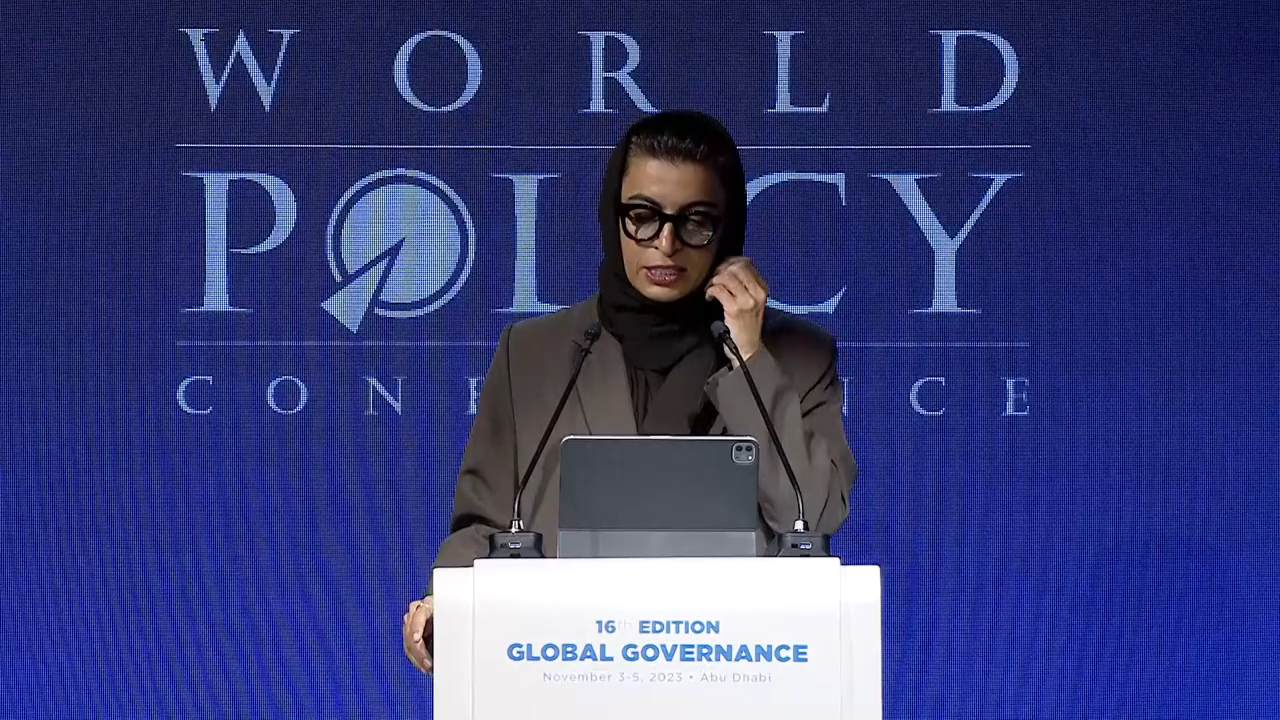 WORLD
POLICY
CONFERENCE
16th EDITION
GLOBAL GOVERNANCE
November 3-5, 2023 • Abu Dhabi